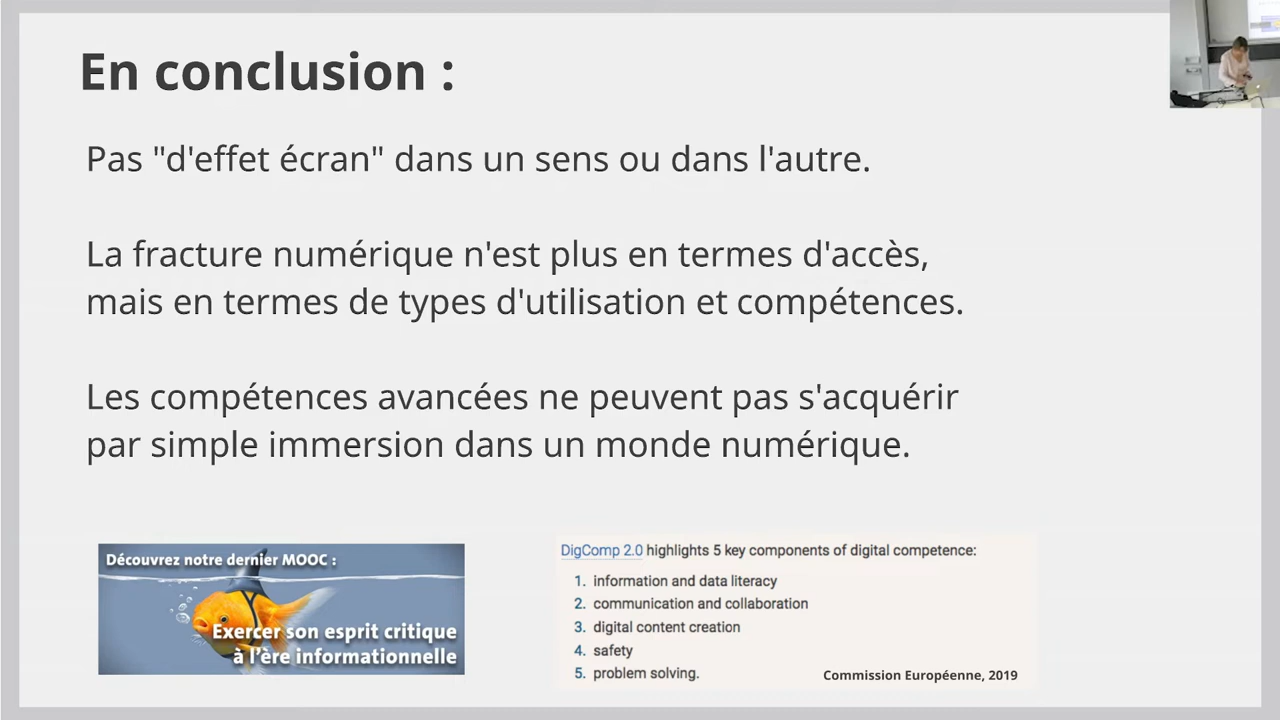 En conclusion :
Pas "d'effet écran" dans un sens ou dans l'autre.
La fracture numérique n'est plus en termes d'accès,
mais en termes de types d'utilisation et compétences.
Les compétences avancées ne peuvent pas s'acquérir
par simple immersion dans un monde numérique.
Découvrez notre dernier MOOC :
Exercer son esprit critique
à l'ère informationnelle
DigComp 2.0 highlights 5 key components of digital competence:
1. information and data literacy
2. communication and collaboration
3. digital content creation
4. safety
5. problem solving.
Commission Européenne, 2019